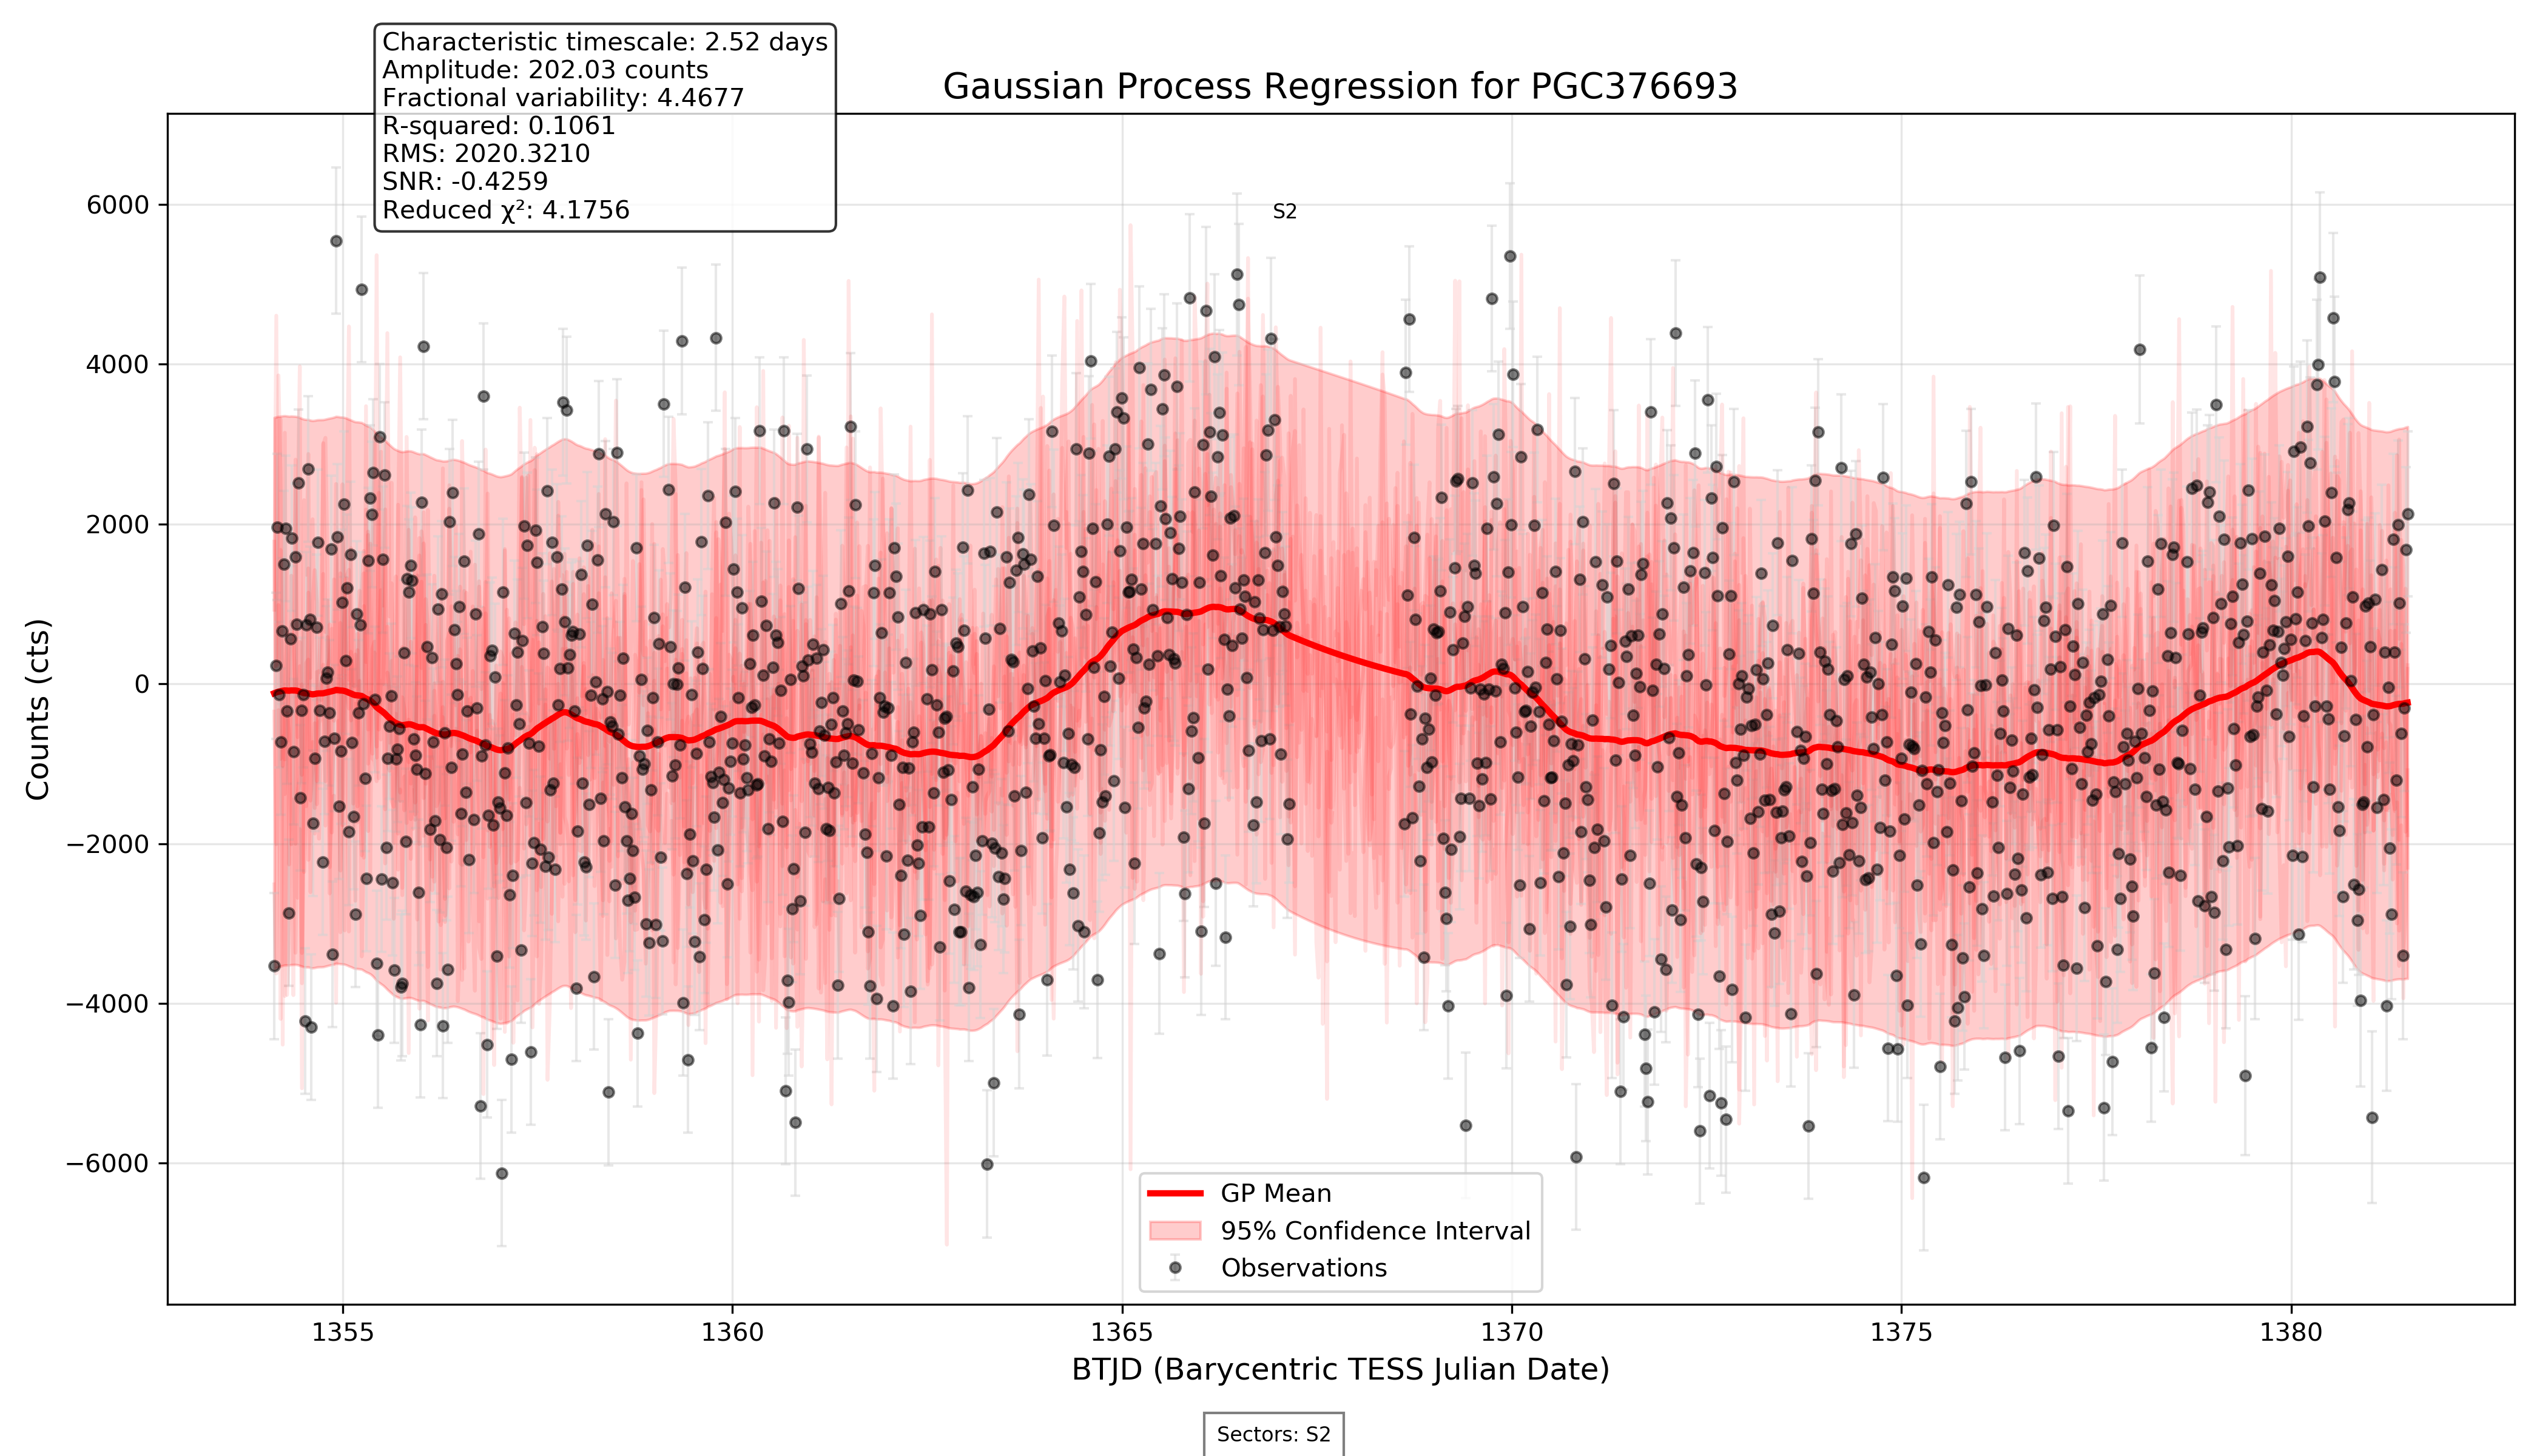 Characteristic timescale: 2.52 days
Amplitude: 202.03 counts
Fractional variability: 4.4677
R-squared: 0.1061
RMS: 2020.3210
SNR: -0.4259
Reduced χ²: 4.1756
Gaussian Process Regression for PGC376693
S2
6000
4000
2000
0
−2000
−4000
−6000
Counts (cts)
GP Mean
95% Confidence Interval
Observations
1355
1360
1365
1370
1375
1380
BTJD (Barycentric TESS Julian Date)
Sectors: S2